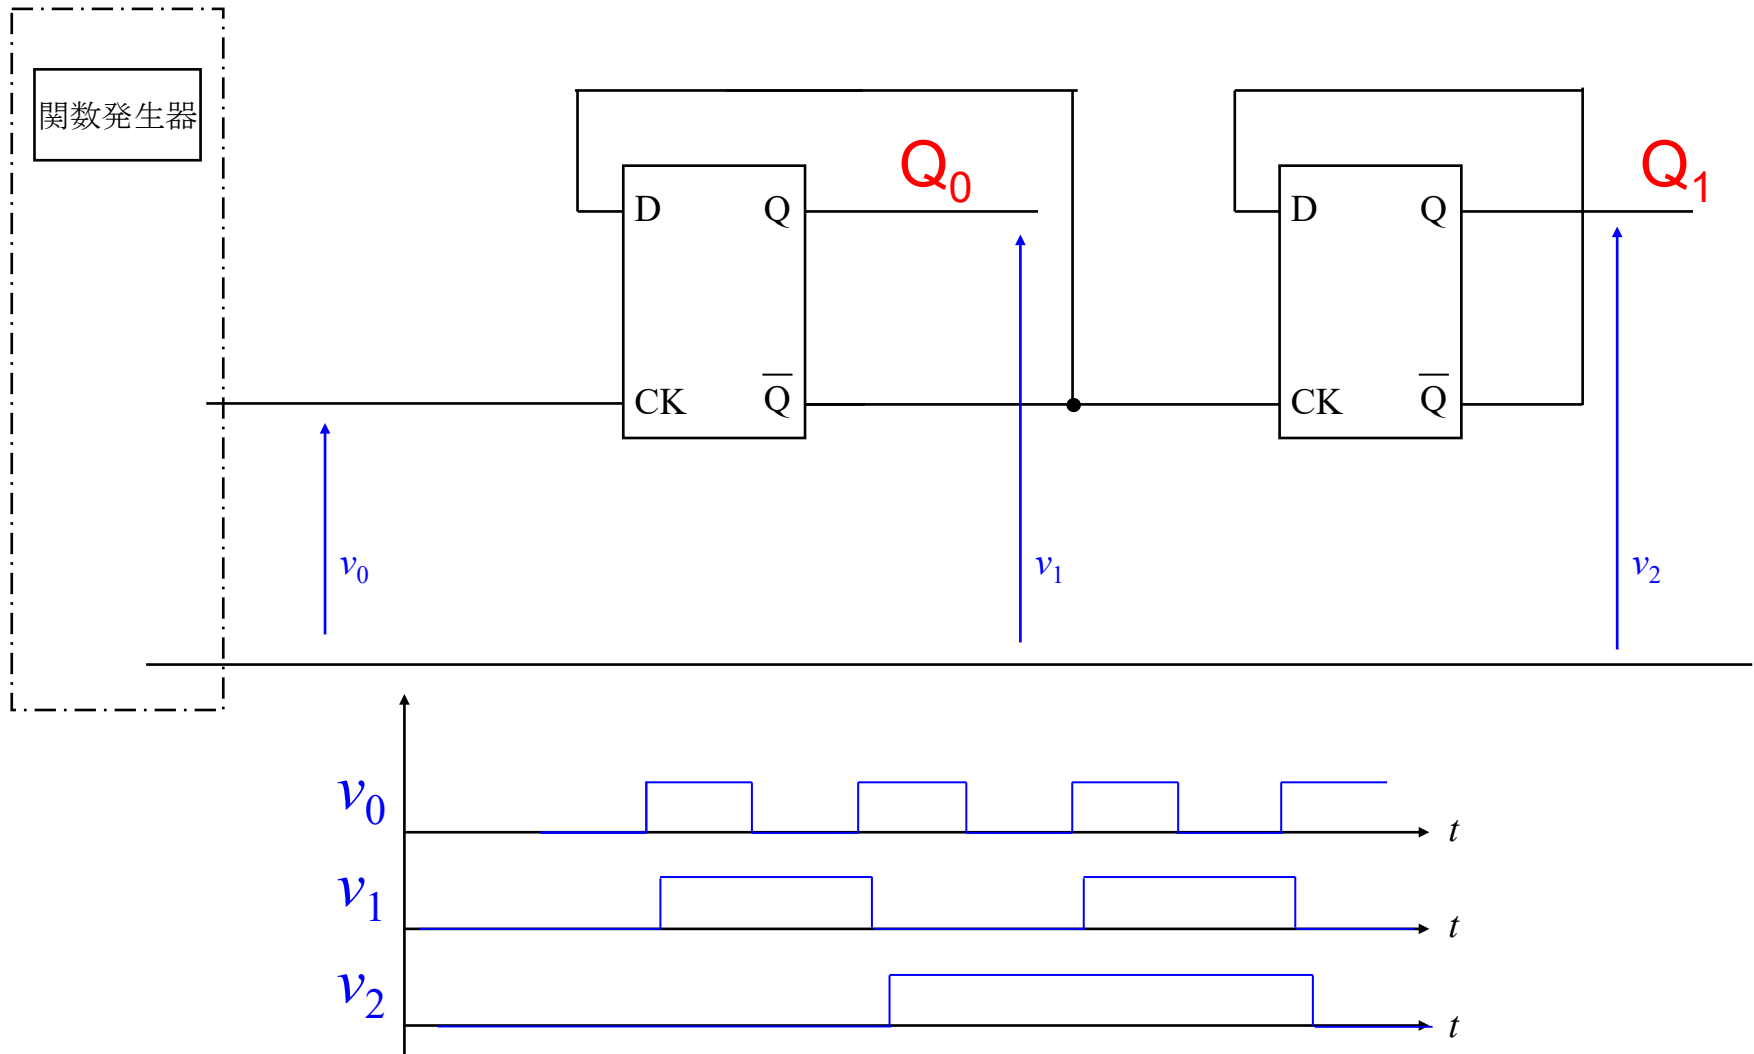 関数発生器
Q₀
Q₁
D Q
D Q
CK Q̅
CK Q̅
v₀
v₁
v₂
v₀
t
v₁
t
v₂
t